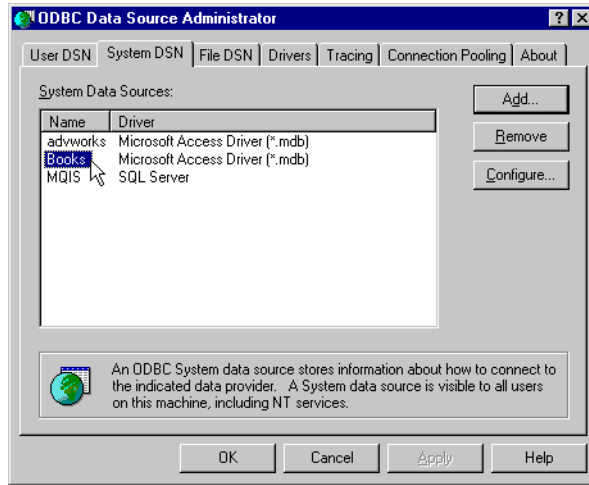 ODBC Data Source Administrator
User DSN System DSN File DSN Drivers Tracing Connection Pooling About
System Data Sources:
Add...
Name Driver
advworks Microsoft Access Driver (*.mdb)
Remove
Books Microsoft Access Driver (*.mdb)
MQIS SQL Server
Configure...
An ODBC System data source stores information about how to connect to
the indicated data provider. A System data source is visible to all users
on this machine, including NT services.
OK Cancel Apply Help